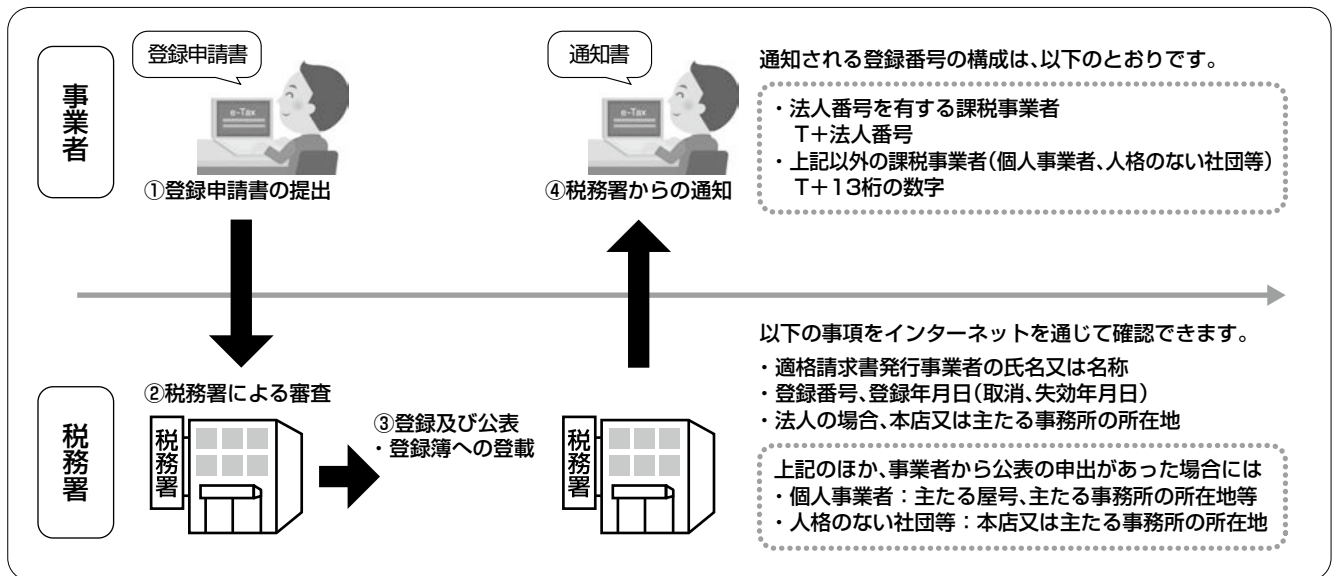 事業者
登録申請書
e-Tax
①登録申請書の提出
通知書
e-Tax
④税務署からの通知
通知される登録番号の構成は、以下のとおりです。
・法人番号を有する課税事業者
T+法人番号
・上記以外の課税事業者(個人事業者、人格のない社団等)
T+13桁の数字
税務署
②税務署による審査
税務署
③登録及び公表
・登録簿への登載
税務署
以下の事項をインターネットを通じて確認できます。
・適格請求書発行事業者の氏名又は名称
・登録番号、登録年月日(取消、失効年月日)
・法人の場合、本店又は主たる事務所の所在地
上記のほか、事業者から公表の申出があった場合には
・個人事業者:主たる屋号、主たる事務所の所在地等
・人格のない社団等:本店又は主たる事務所の所在地